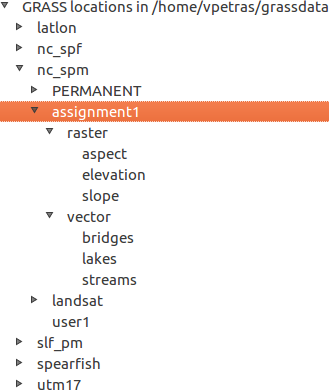 GRASS locations in /home/vpetras/grassdata
latlon
nc_spf
nc_spm
PERMANENT
assignment1
raster
aspect
elevation
slope
vector
bridges
lakes
streams
landsat
user1
slf_pm
spearfish
utm17